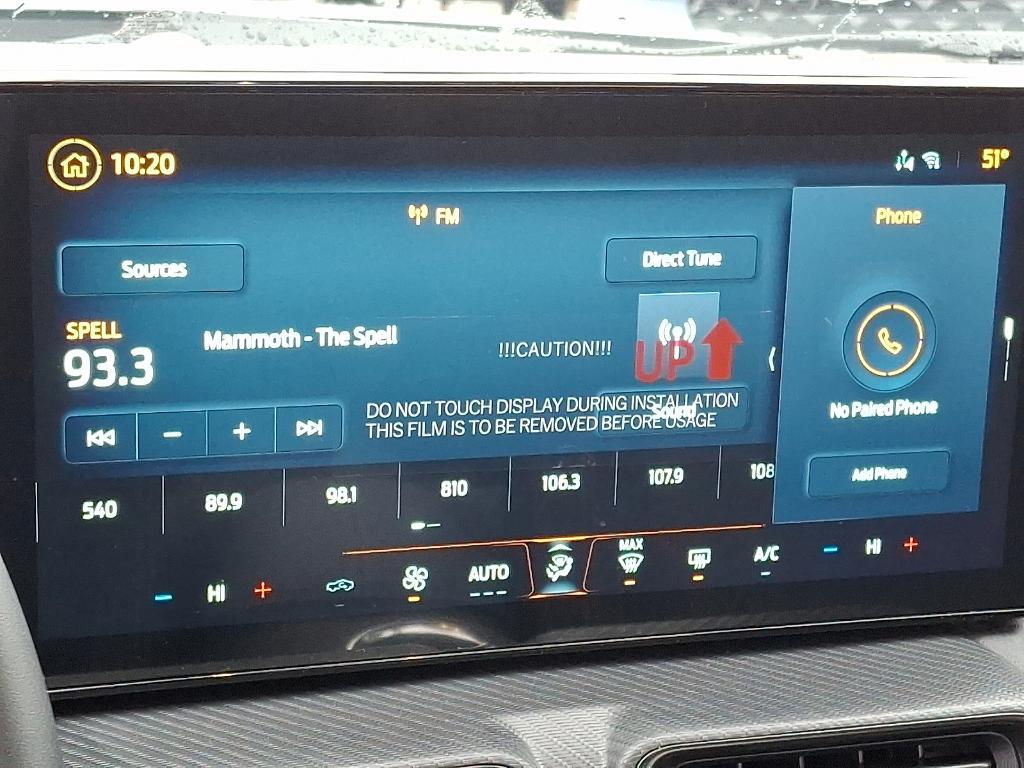 10:20
51°
FM
Phone
Sources
Direct Tune
SPELL
Mammoth - The Spell
93.3
!!!CAUTION!!!
UP
No Paired Phone
DO NOT TOUCH DISPLAY DURING INSTALLATION
Sound
THIS FILM IS TO BE REMOVED BEFORE USAGE
Add Phone
540
89.9
98.1
810
106.3
107.9
108
HI
AUTO
MAX
A/C
HI